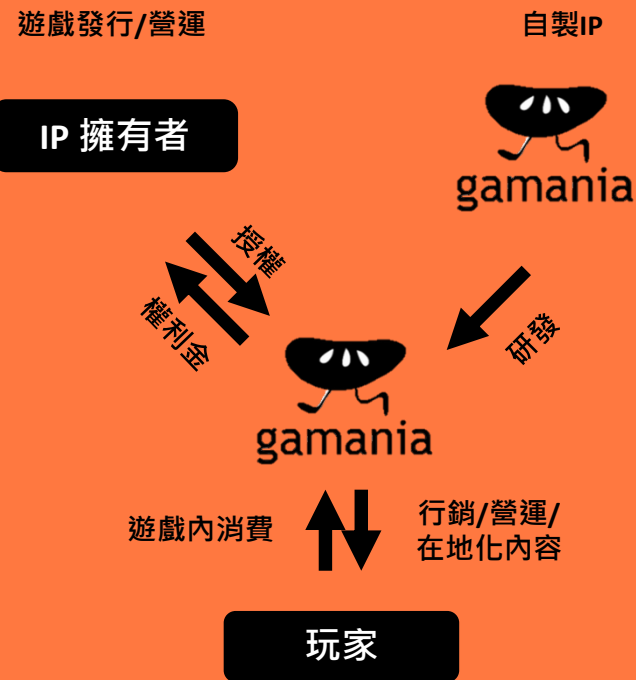 遊戲發行/營運
自製IP
IP 擁有者
gamania
授權
權利金
研發
gamania
遊戲內消費
行銷/營運/
在地化內容
玩家